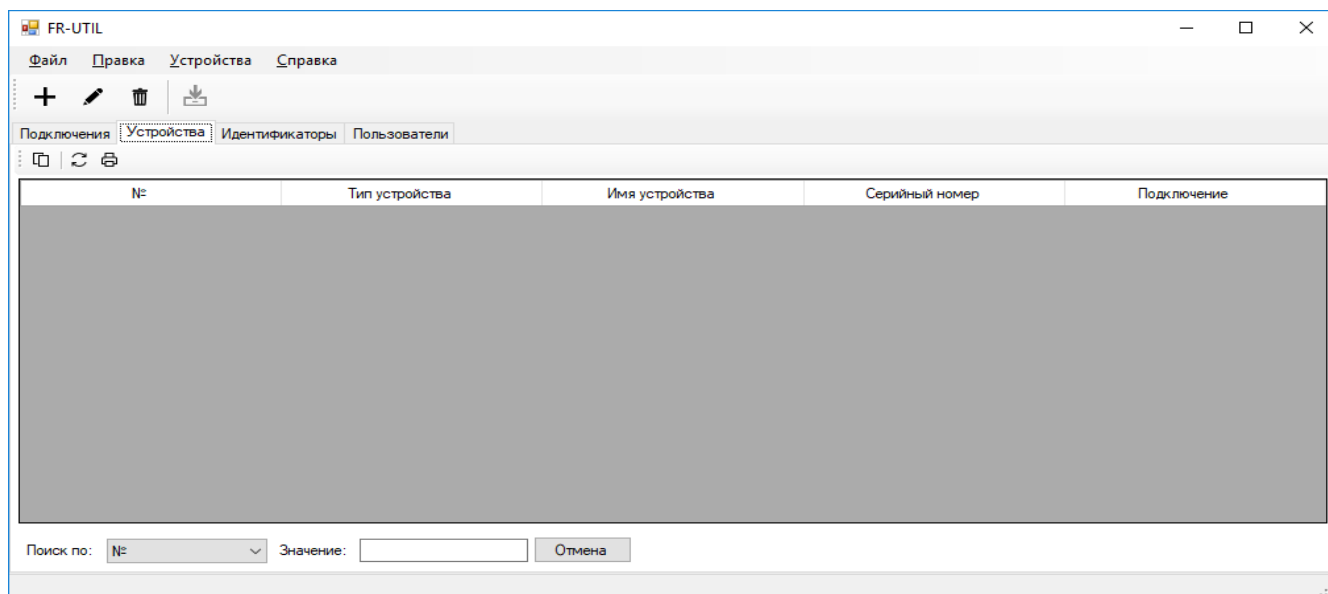 FR-UTIL
Файл Правка Устройства Справка
Подключения Устройства Идентификаторы Пользователи
№ Тип устройства Имя устройства Серийный номер Подключение
Поиск по: № Значение: Отмена